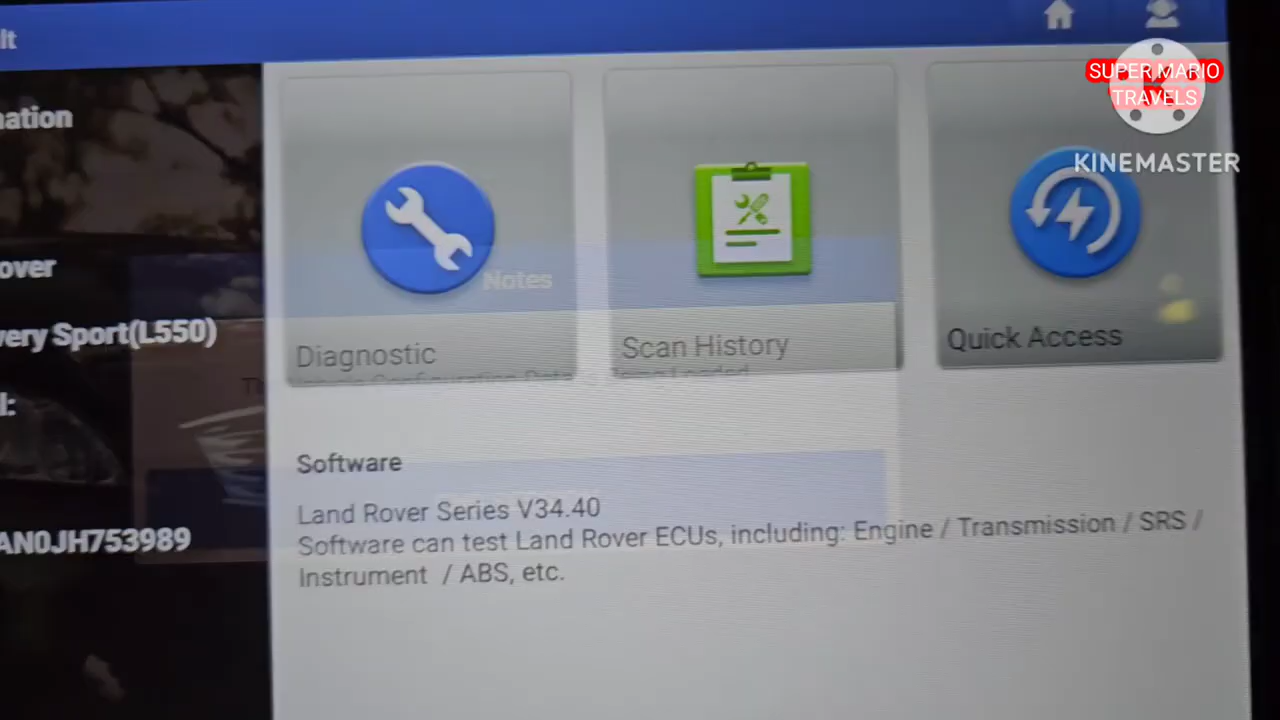 lt
SUPER MARIO
TRAVELS
KINEMASTER
nation
over
very Sport(L550)
l:
AN0JH753989
Notes
Diagnostic
Scan History
Quick Access
Software
Land Rover Series V34.40
Software can test Land Rover ECUs, including: Engine / Transmission / SRS /
Instrument / ABS, etc.